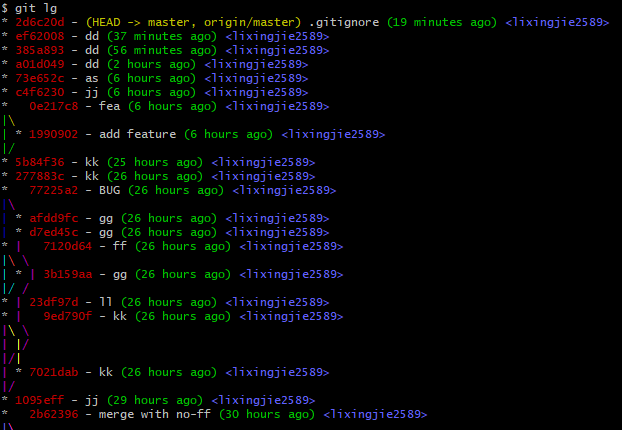 $ git lg
* 2d6c20d - (HEAD -> master, origin/master) .gitignore (19 minutes ago) <lixingjie2589>
* ef62008 - dd (37 minutes ago) <lixingjie2589>
* 385a893 - dd (56 minutes ago) <lixingjie2589>
* a01d049 - dd (2 hours ago) <lixingjie2589>
* 73e652c - as (6 hours ago) <lixingjie2589>
* c4f6230 - jj (6 hours ago) <lixingjie2589>
*   0e217c8 - fea (6 hours ago) <lixingjie2589>
|\
| * 1990902 - add feature (6 hours ago) <lixingjie2589>
|/
* 5b84f36 - kk (25 hours ago) <lixingjie2589>
* 277883c - kk (26 hours ago) <lixingjie2589>
*   77225a2 - BUG (26 hours ago) <lixingjie2589>
|\
| * afdd9fc - gg (26 hours ago) <lixingjie2589>
| * d7ed45c - gg (26 hours ago) <lixingjie2589>
* |   7120d64 - ff (26 hours ago) <lixingjie2589>
|\ \
| * | 3b159aa - gg (26 hours ago) <lixingjie2589>
|/ /
* | 23df97d - ll (26 hours ago) <lixingjie2589>
* |   9ed790f - kk (26 hours ago) <lixingjie2589>
|\ \
| |/
|/|
| * 7021dab - kk (26 hours ago) <lixingjie2589>
|/
* 1095eff - jj (29 hours ago) <lixingjie2589>
*   2b62396 - merge with no-ff (30 hours ago) <lixingjie2589>
|\